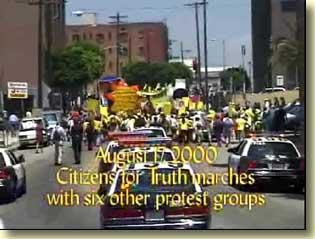 August 17 2000
Citizens for Truth marches
with six other protest groups